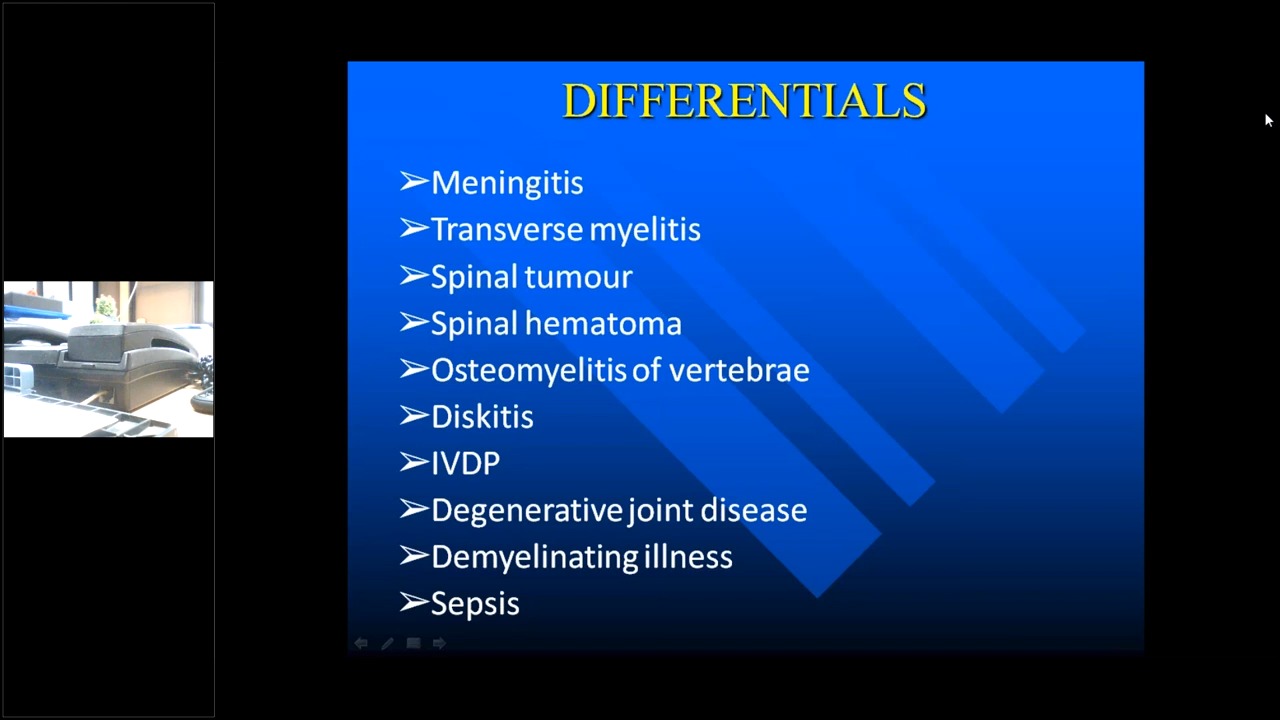 DIFFERENTIALS
➢Meningitis
➢Transverse myelitis
➢Spinal tumour
➢Spinal hematoma
➢Osteomyelitis of vertebrae
➢Diskitis
➢IVDP
➢Degenerative joint disease
➢Demyelinating illness
➢Sepsis